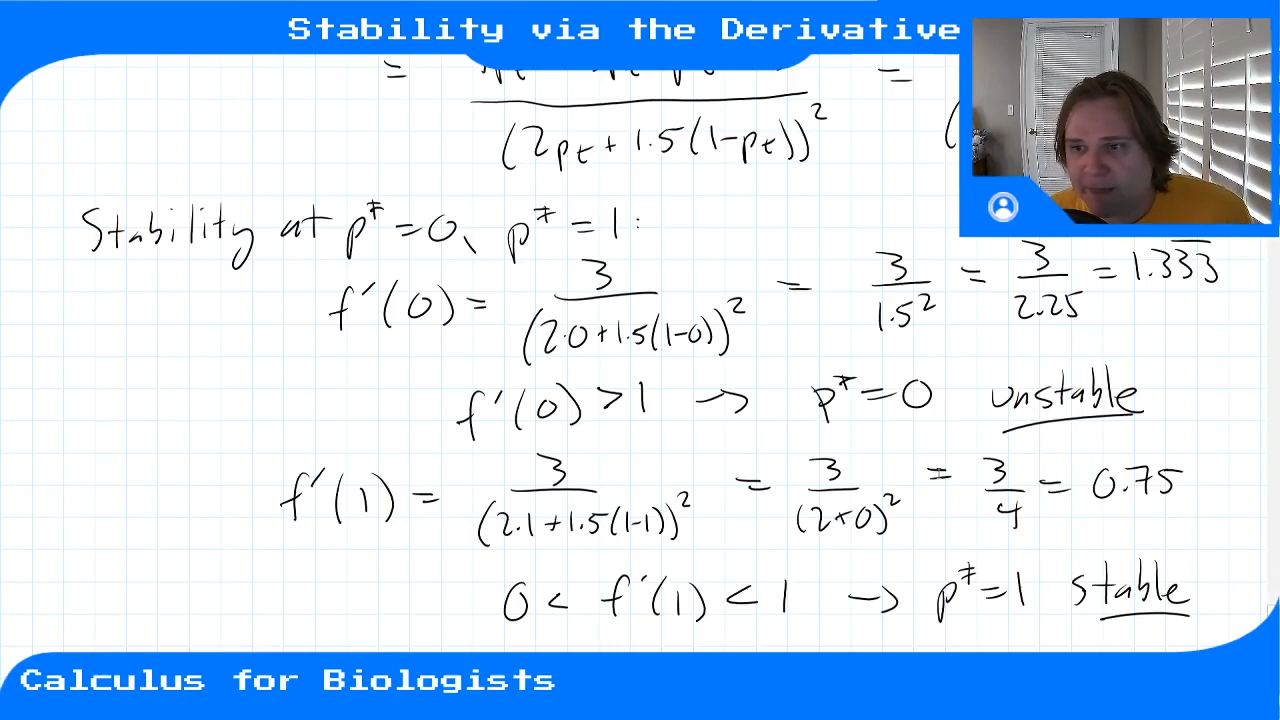 Stability via the Derivative
=
=
(2pt + 1.5(1-pt))²
Stability at p* = 0, p* = 1:
f'(0) = 3/(2·0+1.5(1-0))² = 3/1.5² = 3/2.25 = 1.333
f'(0) > 1 → p* = 0 unstable
f'(1) = 3/(2·1+1.5(1-1))² = 3/(2+0)² = 3/4 = 0.75
0 < f'(1) < 1 → p* = 1 stable
Calculus for Biologists